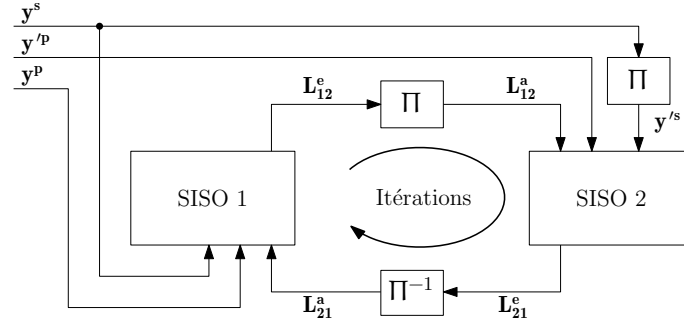 y^s
y'^p
y^p
L^e_12
Π
L^a_12
Π
y'^s
SISO 1
Itérations
SISO 2
L^a_21
Π^−1
L^e_21